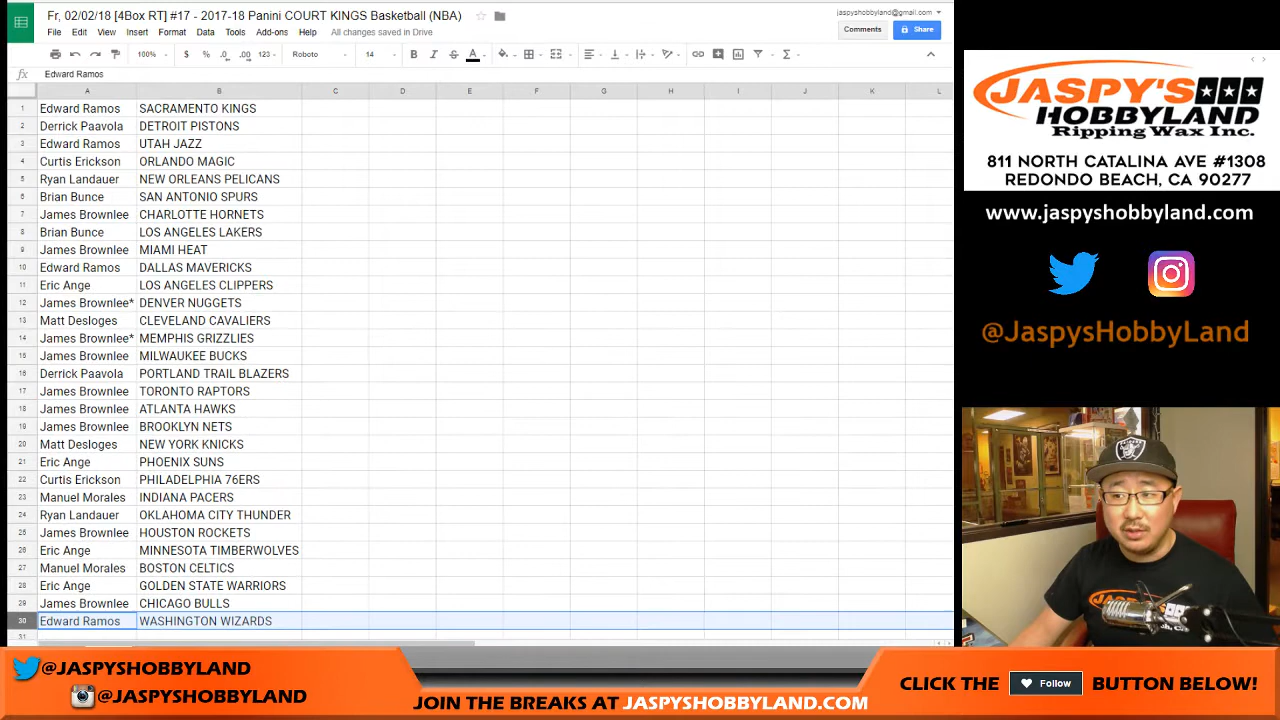 Fr, 02/02/18 [4Box RT] #17 - 2017-18 Panini COURT KINGS Basketball (NBA)
jaspyshobbyland@gmail.com
File Edit View Insert Format Data Tools Add-ons Help All changes saved in Drive
Comments Share
100% $ % .0 .00 123 Roboto 14 B I S A
fx Edward Ramos
A B C D E F G H I J K L
1 Edward Ramos SACRAMENTO KINGS
2 Derrick Paavola DETROIT PISTONS
3 Edward Ramos UTAH JAZZ
4 Curtis Erickson ORLANDO MAGIC
5 Ryan Landauer NEW ORLEANS PELICANS
6 Brian Bunce SAN ANTONIO SPURS
7 James Brownlee CHARLOTTE HORNETS
8 Brian Bunce LOS ANGELES LAKERS
9 James Brownlee MIAMI HEAT
10 Edward Ramos DALLAS MAVERICKS
11 Eric Ange LOS ANGELES CLIPPERS
12 James Brownlee* DENVER NUGGETS
13 Matt Desloges CLEVELAND CAVALIERS
14 James Brownlee* MEMPHIS GRIZZLIES
15 James Brownlee MILWAUKEE BUCKS
16 Derrick Paavola PORTLAND TRAIL BLAZERS
17 James Brownlee TORONTO RAPTORS
18 James Brownlee ATLANTA HAWKS
19 James Brownlee BROOKLYN NETS
20 Matt Desloges NEW YORK KNICKS
21 Eric Ange PHOENIX SUNS
22 Curtis Erickson PHILADELPHIA 76ERS
23 Manuel Morales INDIANA PACERS
24 Ryan Landauer OKLAHOMA CITY THUNDER
25 James Brownlee HOUSTON ROCKETS
26 Eric Ange MINNESOTA TIMBERWOLVES
27 Manuel Morales BOSTON CELTICS
28 Eric Ange GOLDEN STATE WARRIORS
29 James Brownlee CHICAGO BULLS
30 Edward Ramos WASHINGTON WIZARDS
31
JASPY'S
HOBBYLAND
Ripping Wax Inc.
811 NORTH CATALINA AVE #1308
REDONDO BEACH, CA 90277
www.jaspyshobbyland.com
@JaspysHobbyLand
JASPY'S
@JASPYSHOBBYLAND
@JASPYSHOBBYLAND
JOIN THE BREAKS AT JASPYSHOBBYLAND.COM
CLICK THE Follow BUTTON BELOW!